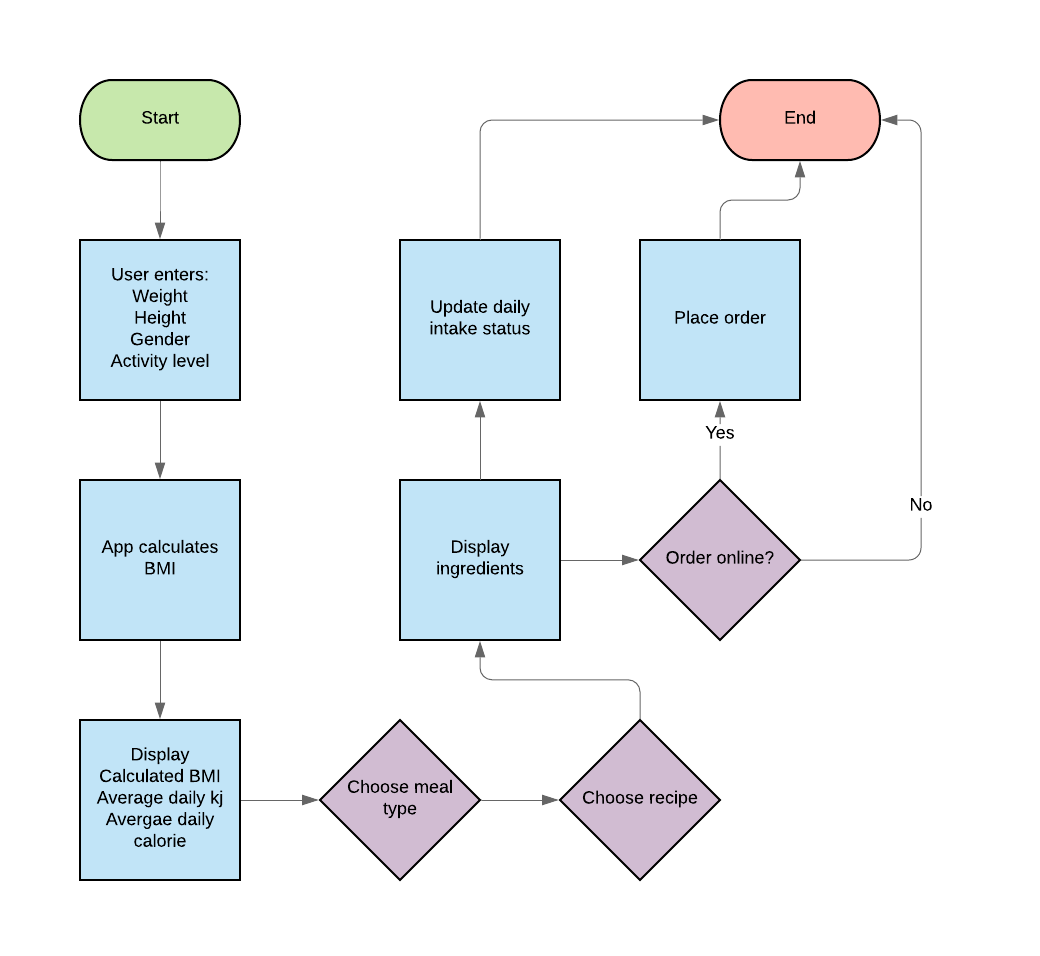 Start
User enters:
Weight
Height
Gender
Activity level
App calculates
BMI
Display
Calculated BMI
Average daily kj
Avergae daily
calorie
Choose meal
type
Choose recipe
Display
ingredients
Update daily
intake status
Order online?
Yes
No
Place order
End